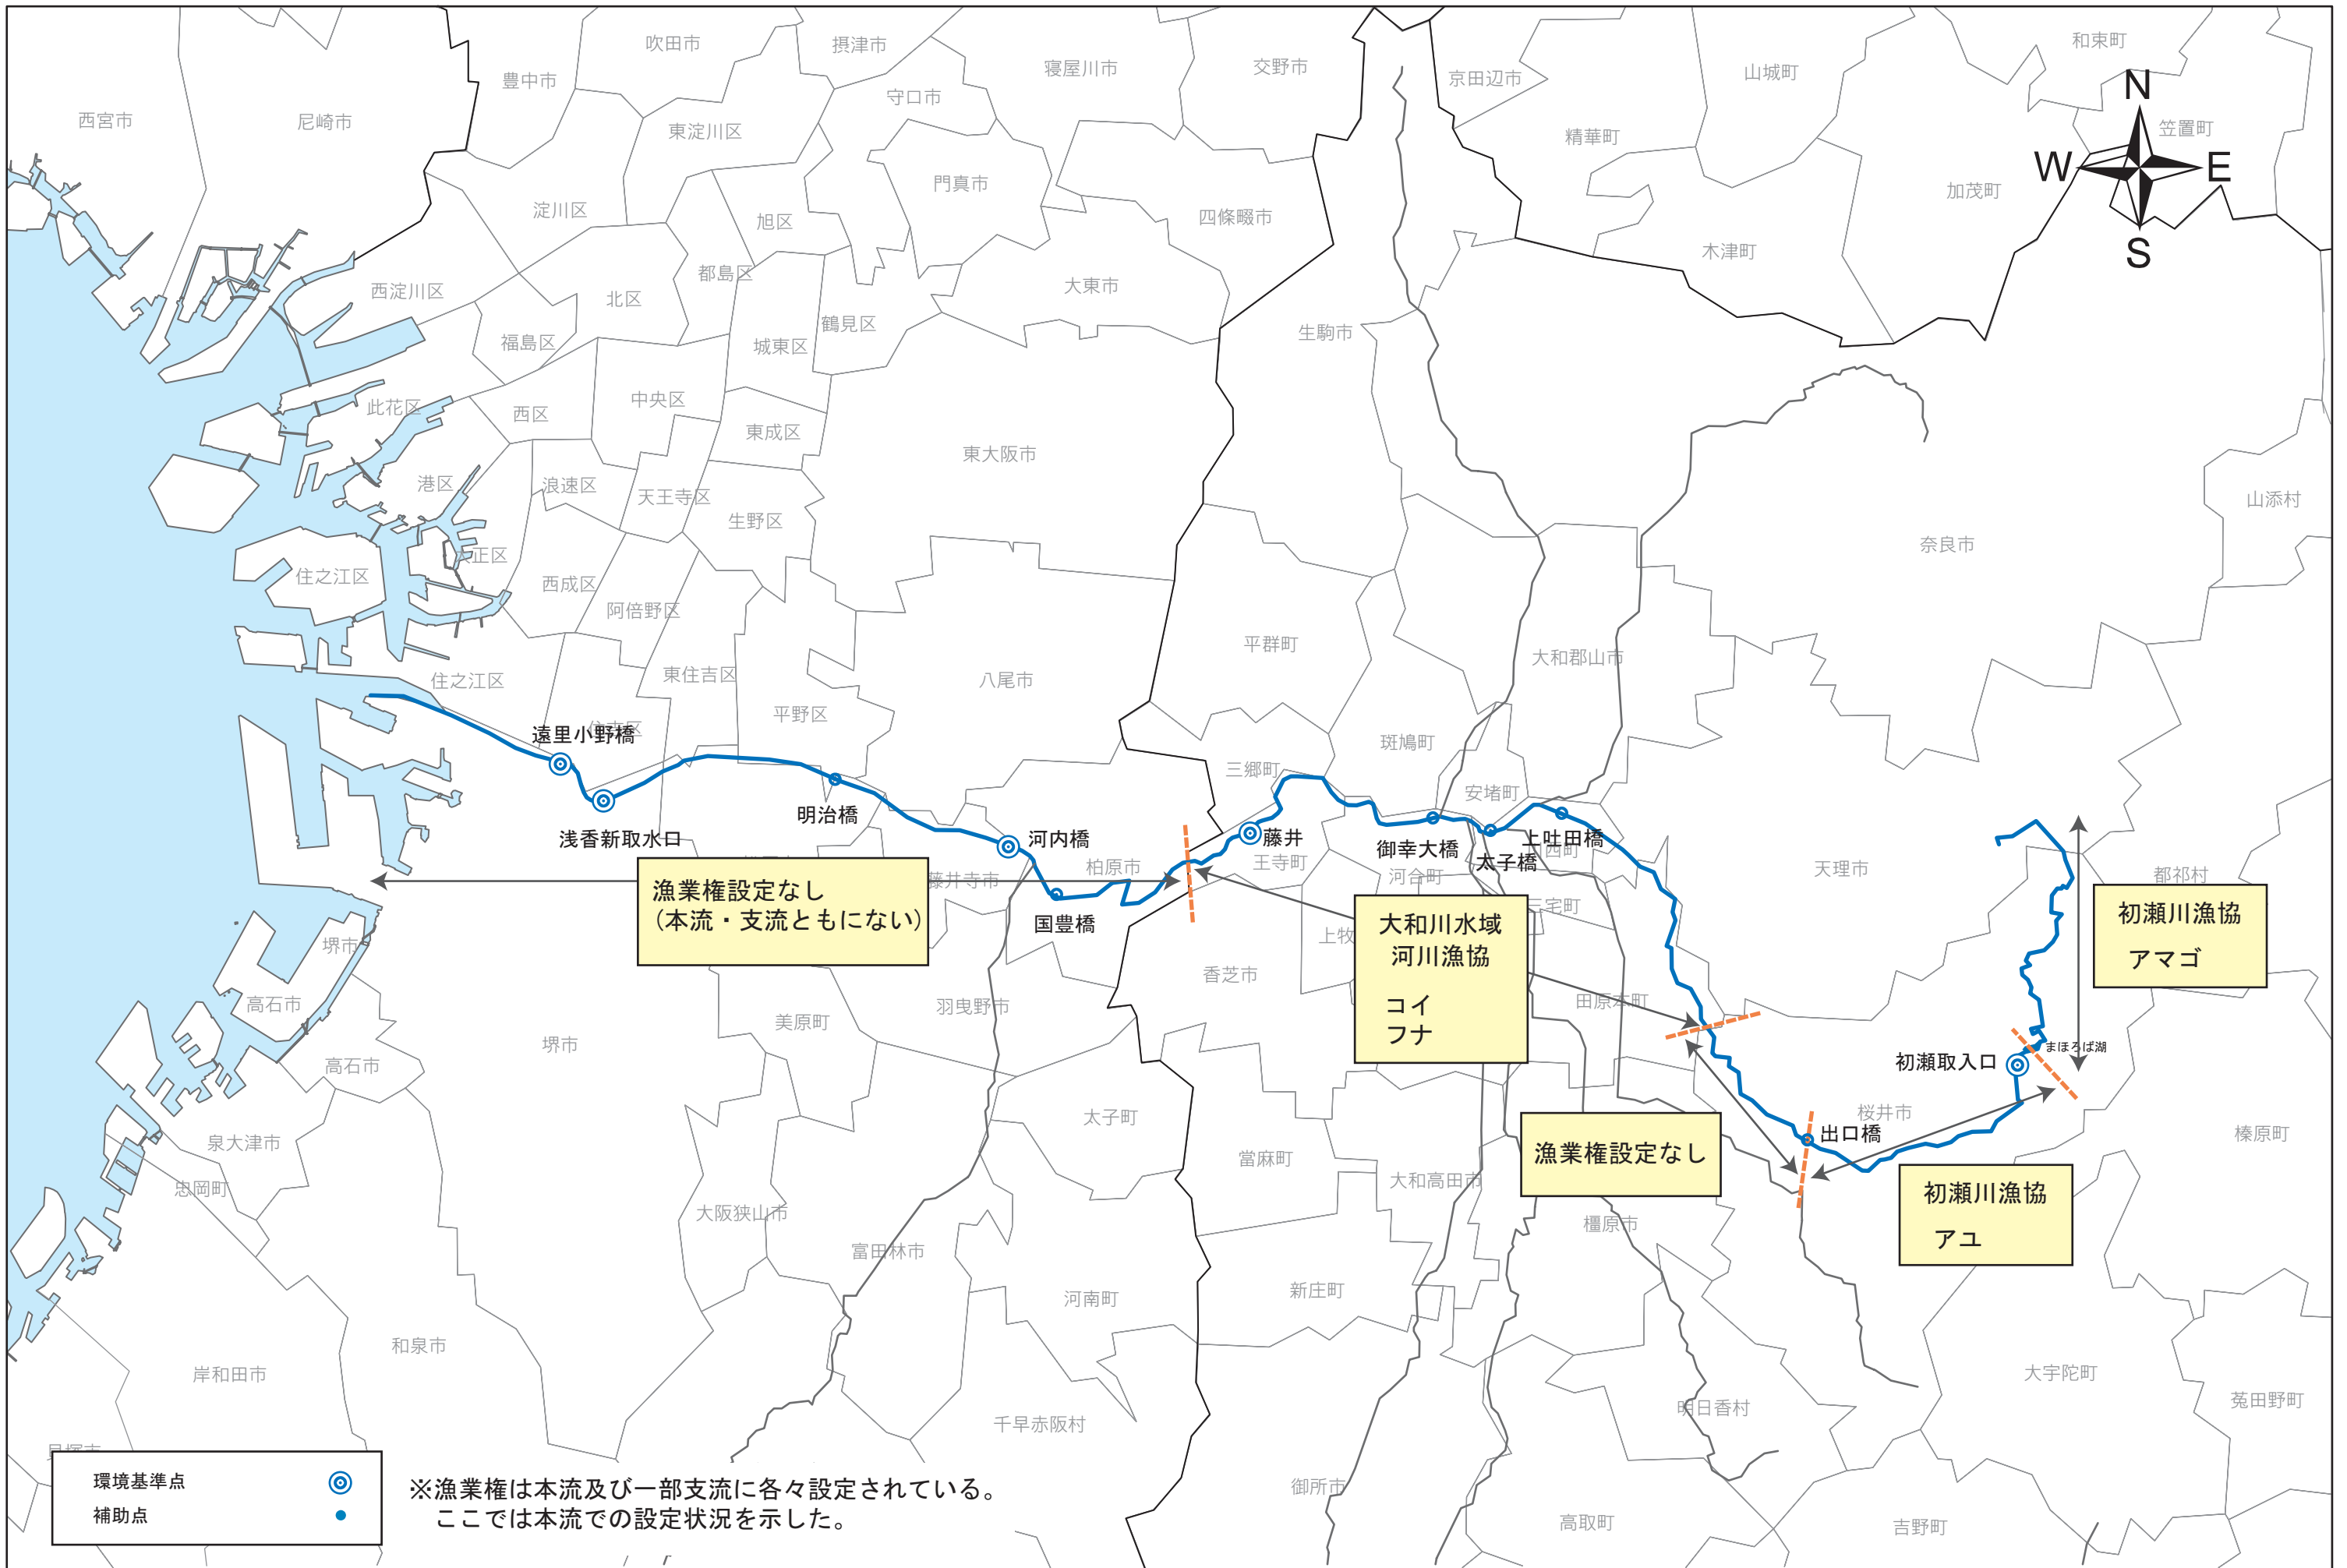 西宮市
尼崎市
豊中市
吹田市
摂津市
寝屋川市
交野市
京田辺市
山城町
和束町
守口市
東淀川区
精華町
笠置町
N
W
E
S
門真市
加茂町
淀川区
旭区
四條畷市
木津町
都島区
西淀川区
北区
大東市
福島区
鶴見区
城東区
生駒市
此花区
西区
中央区
東成区
東大阪市
港区
浪速区
天王寺区
生野区
山添村
奈良市
大正区
住之江区
西成区
阿倍野区
平群町
大和郡山市
住之江区
東住吉区
八尾市
平野区
遠里小野橋
斑鳩町
三郷町
安堵町
浅香新取水口
明治橋
河内橋
藤井
御幸大橋
太子橋
上吐田橋
柏原市
王寺町
河合町
天理市
都祁村
漁業権設定なし
(本流・支流ともにない)
藤井寺市
国豊橋
三宅町
大和川水域
河川漁協
コイ
フナ
初瀬川漁協
アマゴ
堺市
高石市
香芝市
羽曳野市
美原町
田原本町
堺市
高石市
初瀬取入口
まほろば湖
太子町
桜井市
出口橋
榛原町
泉大津市
當麻町
大和高田市
漁業権設定なし
忠岡町
大阪狭山市
橿原市
初瀬川漁協
アユ
富田林市
河南町
新庄町
和泉市
岸和田市
大宇陀町
菟田野町
千早赤阪村
明日香村
御所市
高取町
吉野町
環境基準点
補助点
※漁業権は本流及び一部支流に各々設定されている。
ここでは本流での設定状況を示した。